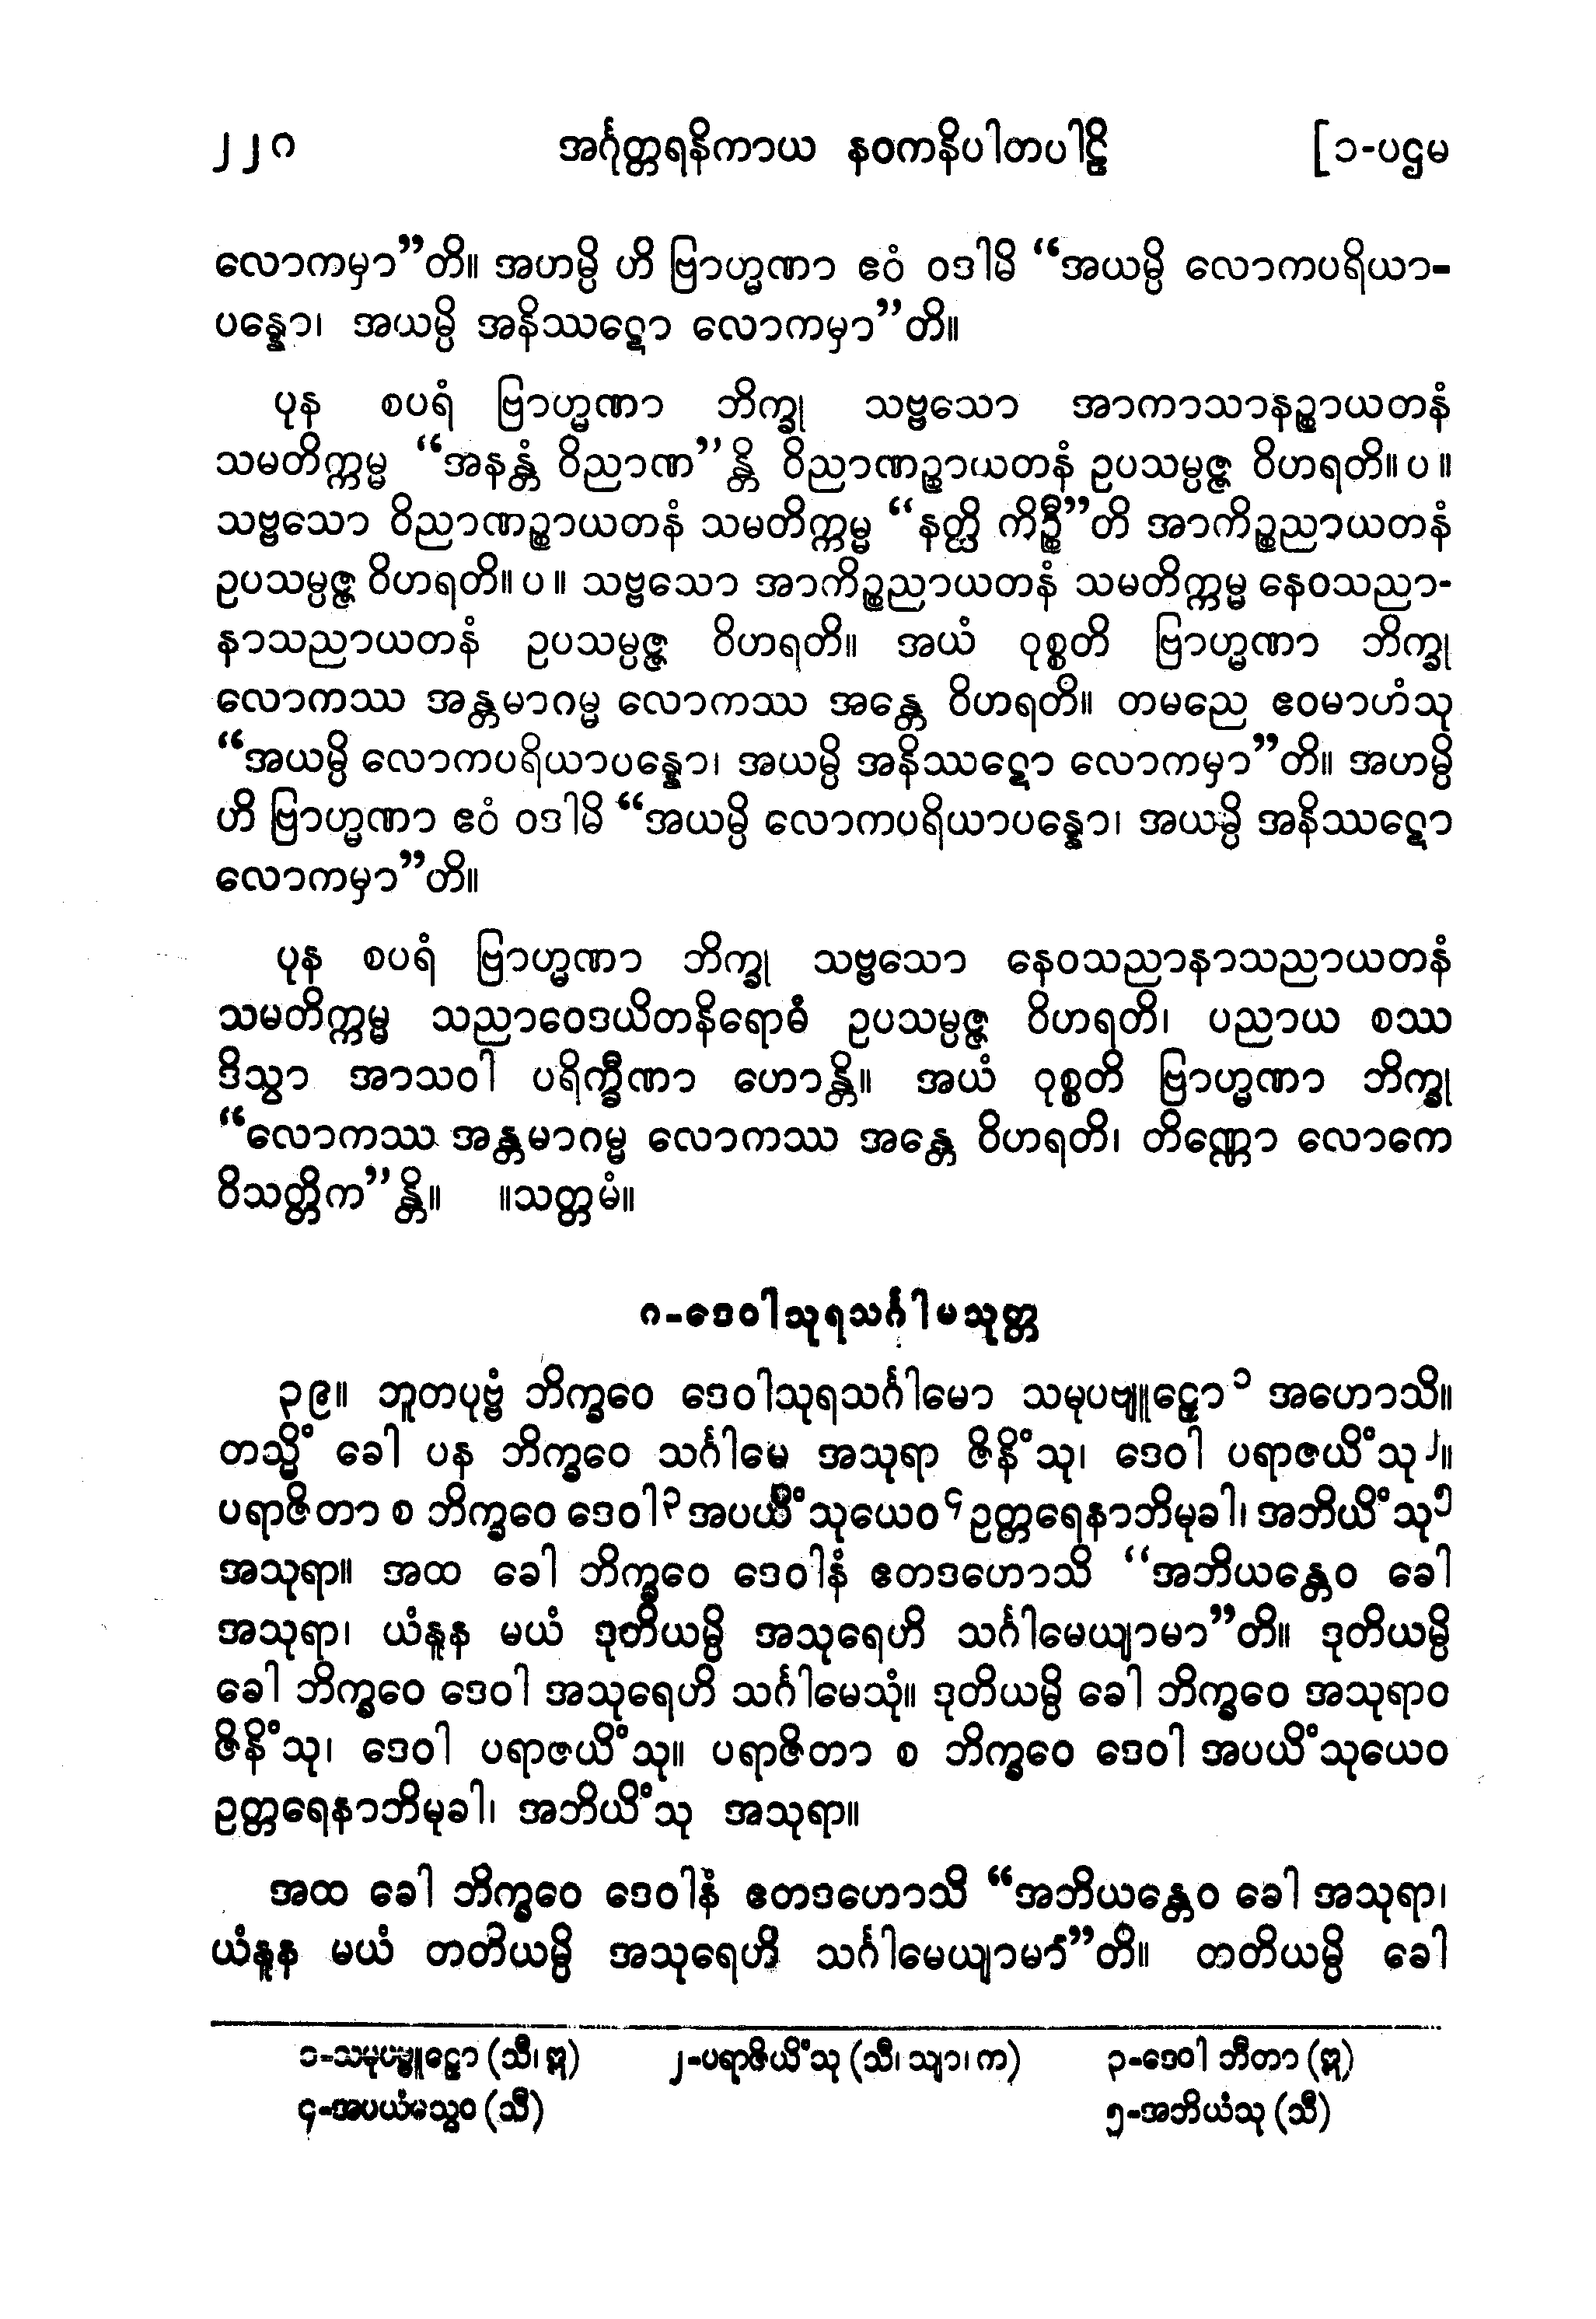 ၂၂၈ အင်္ဂုတ္တရနိကာယ နဝကနိပါတပါဠိ [၁-ပဌမ
လောကမှာ”တိ။ အဟမ္ပိ ဟိ ဗြာဟ္မဏာ ဧဝံ ဝဒါမိ “အယမ္ပိ လောကပရိယာ-
ပန္နော၊ အယမ္ပိ အနိဿဋော လောကမှာ”တိ။
ပုန စပရံ ဗြာဟ္မဏာ ဘိက္ခု သဗ္ဗသော အာကာသာနဉ္စာယတနံ
သမတိက္ကမ္မ “အနန္တံ ဝိညာဏ”န္တိ ဝိညာဏဉ္စာယတနံ ဥပသမ္ပဇ္ဇ ဝိဟရတိ။ ပ ။
သဗ္ဗသော ဝိညာဏဉ္စာယတနံ သမတိက္ကမ္မ “နတ္ထိ ကိဉ္စီ”တိ အာကိဉ္စညာယတနံ
ဥပသမ္ပဇ္ဇ ဝိဟရတိ။ ပ ။ သဗ္ဗသော အာကိဉ္စညာယတနံ သမတိက္ကမ္မ နေဝသညာ-
နာသညာယတနံ ဥပသမ္ပဇ္ဇ ဝိဟရတိ။ အယံ ဝုစ္စတိ ဗြာဟ္မဏာ ဘိက္ခု
လောကဿ အန္တမာဂမ္မ လောကဿ အန္တေ ဝိဟရတိ။ တမညေ ဧဝမာဟံသု
“အယမ္ပိ လောကပရိယာပန္နော၊ အယမ္ပိ အနိဿဋော လောကမှာ”တိ။ အဟမ္ပိ
ဟိ ဗြာဟ္မဏာ ဧဝံ ဝဒါမိ “အယမ္ပိ လောကပရိယာပန္နော၊ အယမ္ပိ အနိဿဋော
လောကမှာ”တိ။
ပုန စပရံ ဗြာဟ္မဏာ ဘိက္ခု သဗ္ဗသော နေဝသညာနာသညာယတနံ
သမတိက္ကမ္မ သညာဝေဒယိတနိရောဓံ ဥပသမ္ပဇ္ဇ ဝိဟရတိ၊ ပညာယ စဿ
ဒိသွာ အာသဝါ ပရိက္ခီဏာ ဟောန္တိ။ အယံ ဝုစ္စတိ ဗြာဟ္မဏာ ဘိက္ခု
“လောကဿ အန္တမာဂမ္မ လောကဿ အန္တေ ဝိဟရတိ၊ တိဏ္ဏော လောကေ
ဝိသတ္တိက”န္တိ။ ။သတ္တမံ။
၈-ဒေဝါသုရသင်္ဂါမသုတ္တ
၃၉။ ဘူတပုဗ္ဗံ ဘိက္ခဝေ ဒေဝါသုရသင်္ဂါမော သမုပဗျူဠှော၁ အဟောသိ။
တသ္မိံ ခေါ ပန ဘိက္ခဝေ သင်္ဂါမေ အသုရာ ဇိနိံသု၊ ဒေဝါ ပရာဇယိံသု၂။
ပရာဇိတာ စ ဘိက္ခဝေ ဒေဝါ၃ အပယိံသုယေဝ၄ ဥတ္တရေနာဘိမုခါ၊ အဘိယိံသု၅
အသုရာ။ အထ ခေါ ဘိက္ခဝေ ဒေဝါနံ ဧတဒဟောသိ “အဘိယန္တေဝ ခေါ
အသုရာ၊ ယံနူန မယံ ဒုတိယမ္ပိ အသုရေဟိ သင်္ဂါမေယျာမာ”တိ။ ဒုတိယမ္ပိ
ခေါ ဘိက္ခဝေ ဒေဝါ အသုရေဟိ သင်္ဂါမေသုံ။ ဒုတိယမ္ပိ ခေါ ဘိက္ခဝေ အသုရာဝ
ဇိနိံသု၊ ဒေဝါ ပရာဇယိံသု။ ပရာဇိတာ စ ဘိက္ခဝေ ဒေဝါ အပယိံသုယေဝ
ဥတ္တရေနာဘိမုခါ၊ အဘိယိံသု အသုရာ။
အထ ခေါ ဘိက္ခဝေ ဒေဝါနံ ဧတဒဟောသိ “အဘိယန္တေဝ ခေါ အသုရာ၊
ယံနူန မယံ တတိယမ္ပိ အသုရေဟိ သင်္ဂါမေယျာမာ”တိ။ တတိယမ္ပိ ခေါ
၁-သမုပဗ္ဗူဠှော (သီ၊ ဣ) ၂-ပရာဇိယိံသု (သီ၊ သျာ၊ က) ၃-ဒေဝါ ဘီတာ (ဣ)
၄-အပယံမသွေဝ (သီ) ၅-အဘိယံသု (သီ)